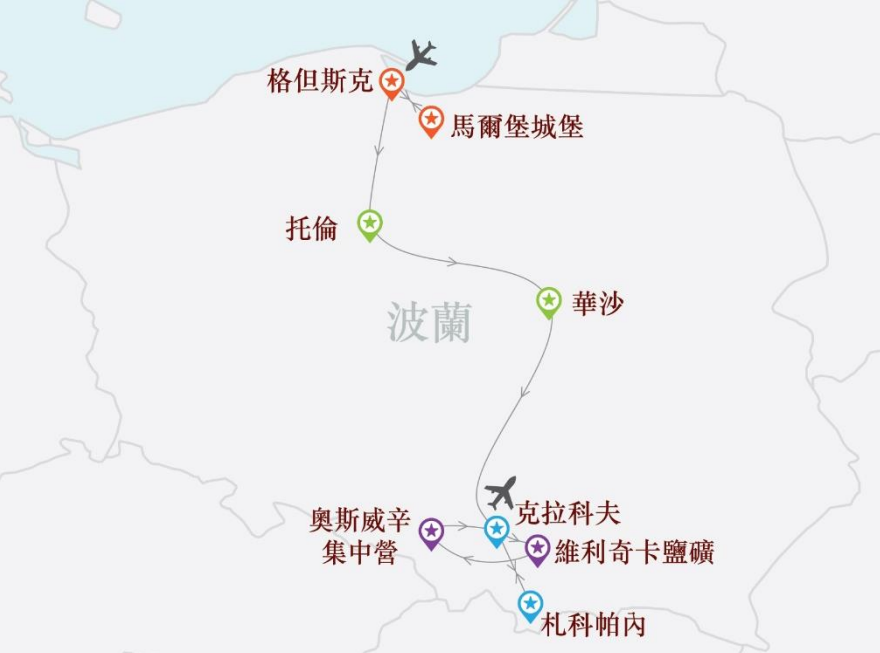 格但斯克
馬爾堡城堡
托倫
華沙
波蘭
克拉科夫
奧斯威辛
集中營
維利奇卡鹽礦
札科帕內